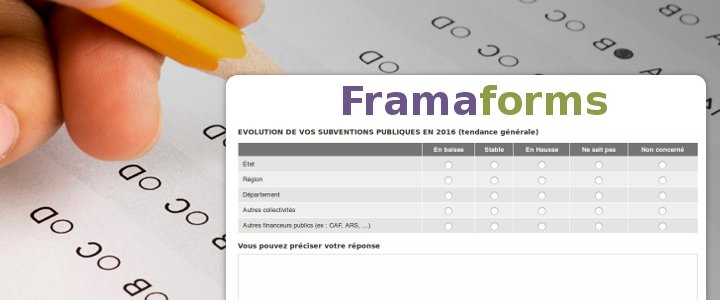 Framaforms
EVOLUTION DE VOS SUBVENTIONS PUBLIQUES EN 2016 (tendance générale)
En baisse Stable En Hausse Ne sait pas Non concerné
Etat
Région
Département
Autres collectivités
Autres financeurs publics (ex : CAF, ARS, ...)
Vous pouvez préciser votre réponse